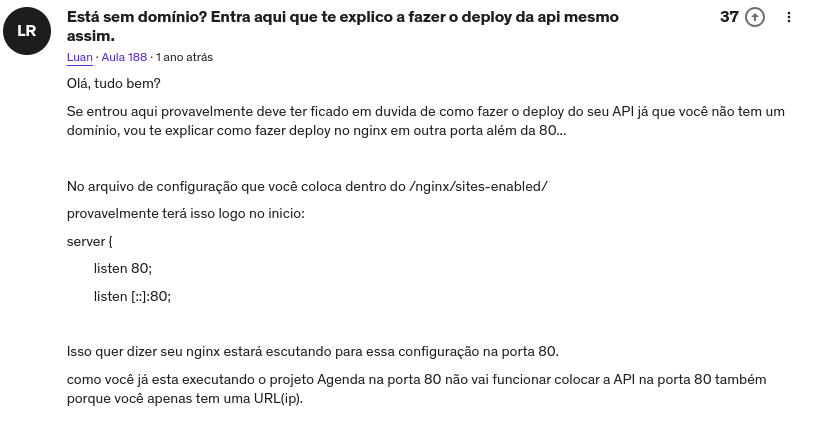 LR
Está sem domínio? Entra aqui que te explico a fazer o deploy da api mesmo
assim.
37
Luan · Aula 188 · 1 ano atrás
Olá, tudo bem?
Se entrou aqui provavelmente deve ter ficado em duvida de como fazer o deploy do seu API já que você não tem um
domínio, vou te explicar como fazer deploy no nginx em outra porta além da 80...
No arquivo de configuração que você coloca dentro do /nginx/sites-enabled/
provavelmente terá isso logo no inicio:
server {
listen 80;
listen [::]:80;
Isso quer dizer seu nginx estará escutando para essa configuração na porta 80.
como você já esta executando o projeto Agenda na porta 80 não vai funcionar colocar a API na porta 80 também
porque você apenas tem uma URL(ip).